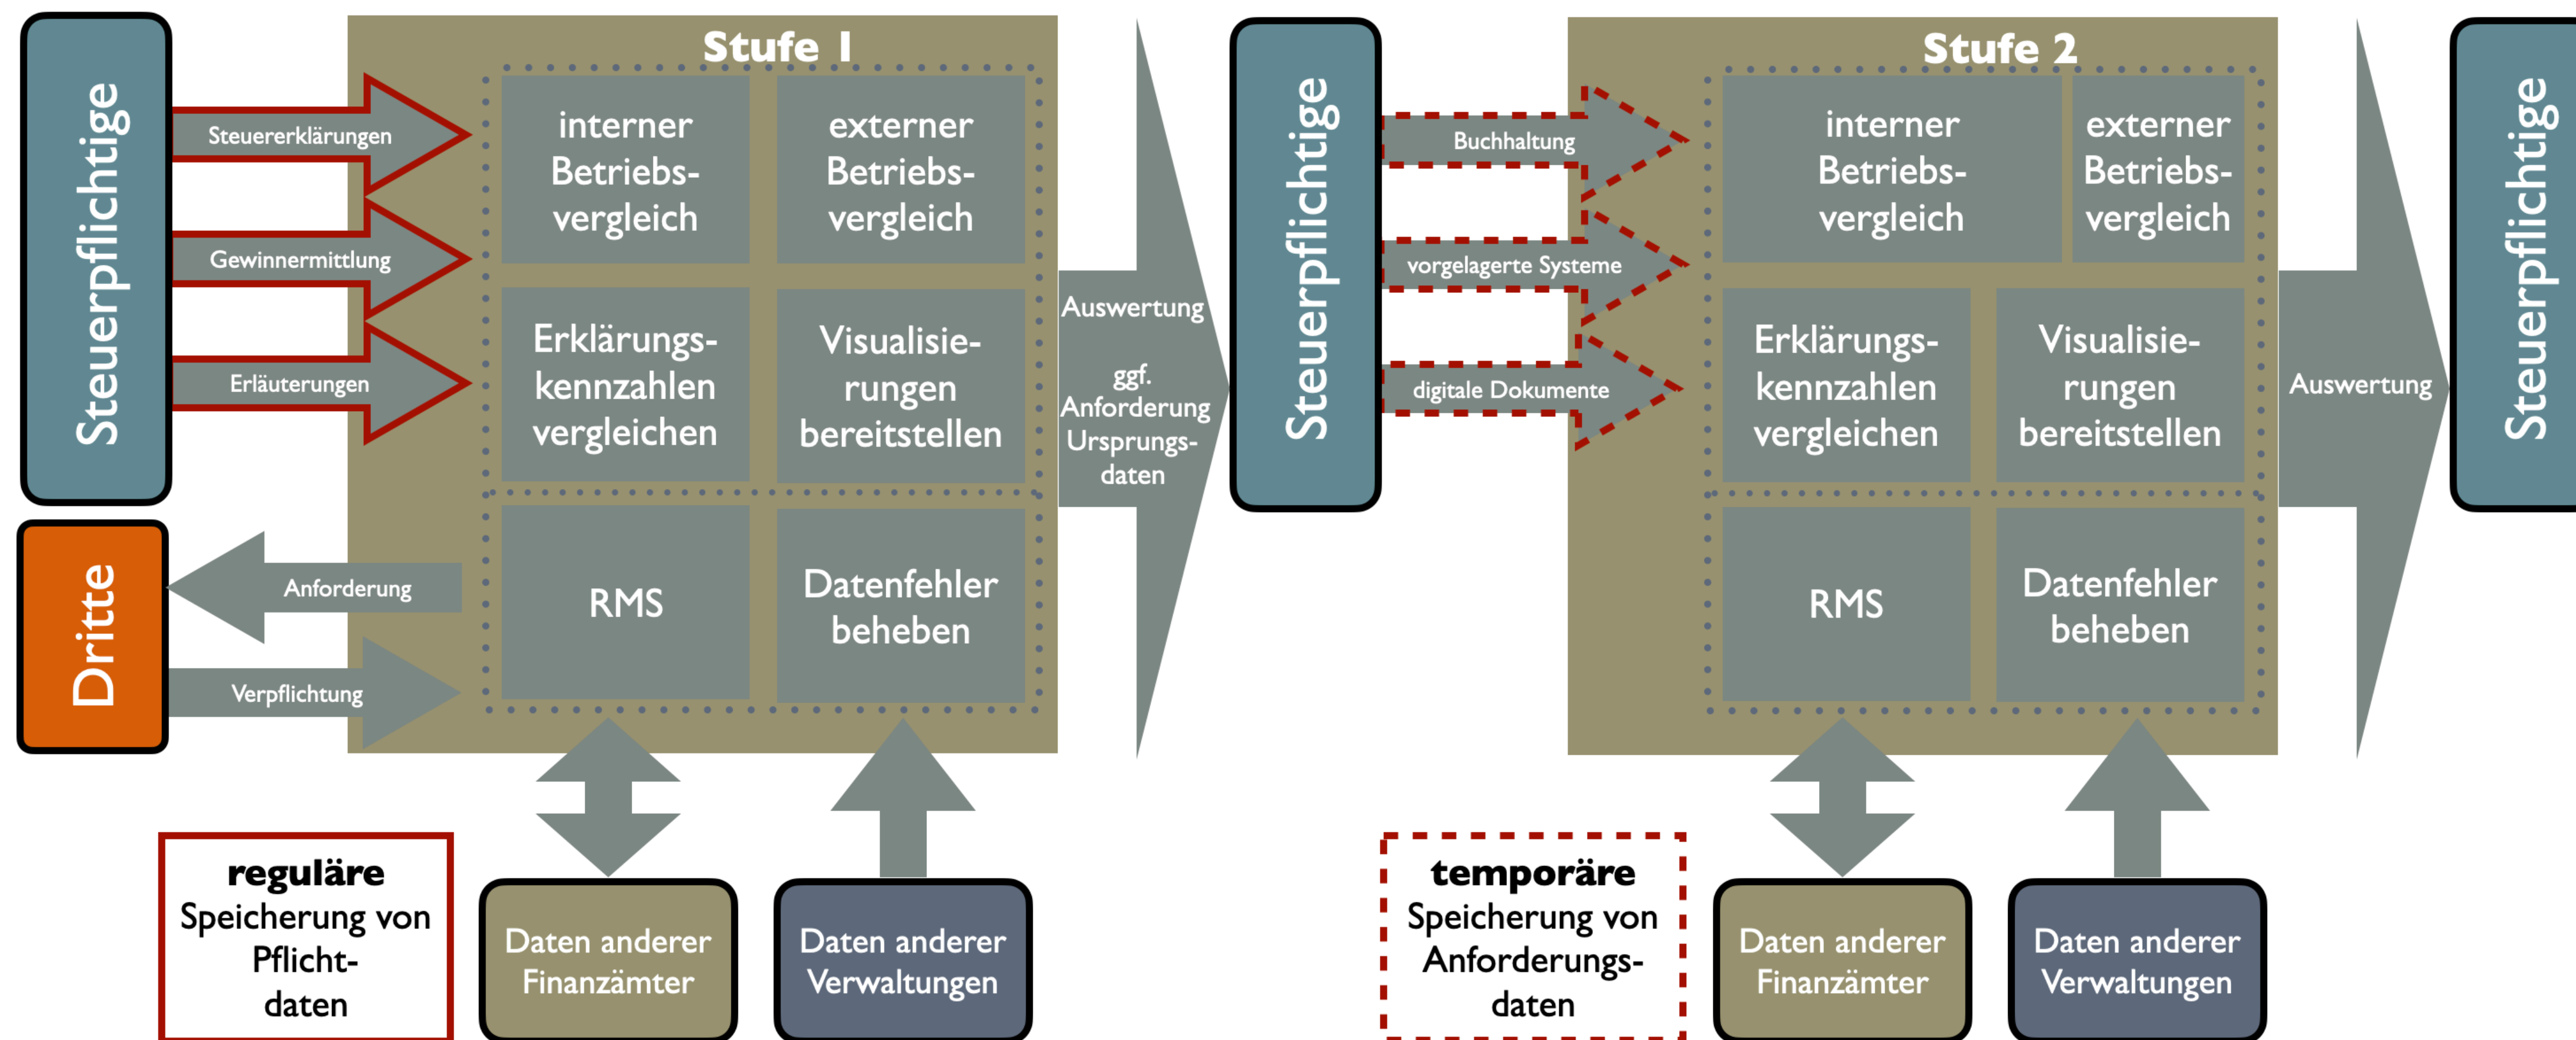 Steuerpflichtige
Steuererklärungen
Gewinnermittlung
Erläuterungen
Dritte
Anforderung
Verpflichtung
Stufe 1
interner
Betriebs-
vergleich
externer
Betriebs-
vergleich
Erklärungs-
kennzahlen
vergleichen
Visualisie-
rungen
bereitstellen
RMS
Datenfehler
beheben
reguläre
Speicherung von
Pflicht-
daten
Daten anderer
Finanzämter
Daten anderer
Verwaltungen
Auswertung
ggf.
Anforderung
Ursprungs-
daten
Steuerpflichtige
Buchhaltung
vorgelagerte Systeme
digitale Dokumente
Stufe 2
interner
Betriebs-
vergleich
externer
Betriebs-
vergleich
Erklärungs-
kennzahlen
vergleichen
Visualisie-
rungen
bereitstellen
RMS
Datenfehler
beheben
temporäre
Speicherung von
Anforderungs-
daten
Daten anderer
Finanzämter
Daten anderer
Verwaltungen
Auswertung
Steuerpflichtige